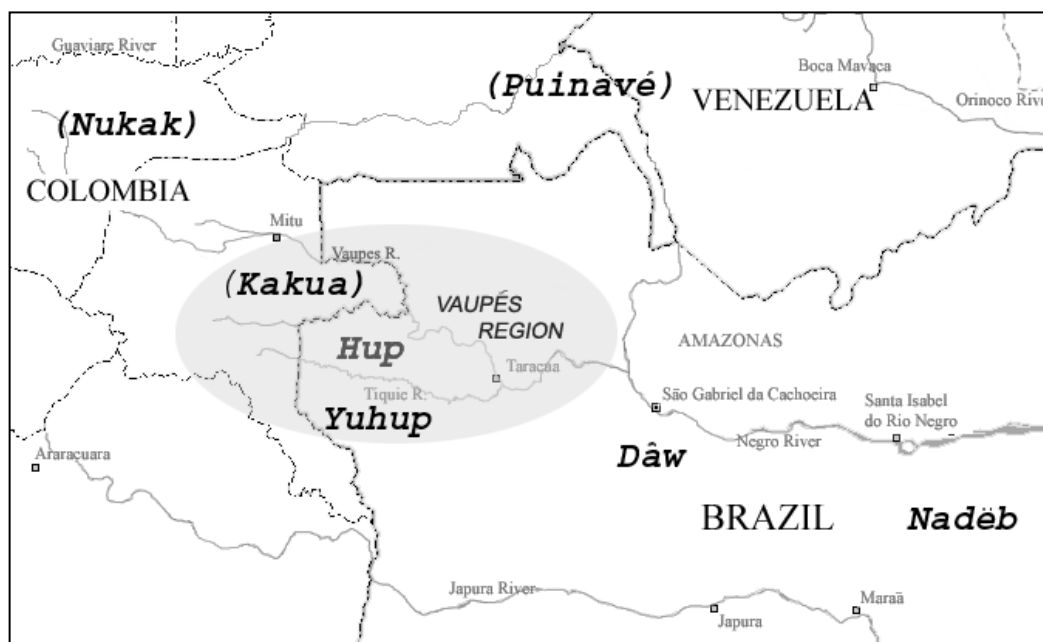 Guaviare River
(Puinavé)
Boca Mavaca
VENEZUELA
Orinoco Rive
(Nukak)
COLOMBIA
Mitu
Vaupes R.
(Kakua)
VAUPÉS
REGION
Hup
AMAZONAS
Taracua
Tiquie R.
São Gabriel da Cachoeira
Santa Isabel
do Rio Negro
Yuhup
Negro River
Araracuara
Dâw
BRAZIL
Nadëb
Japura River
Japura
Maraã